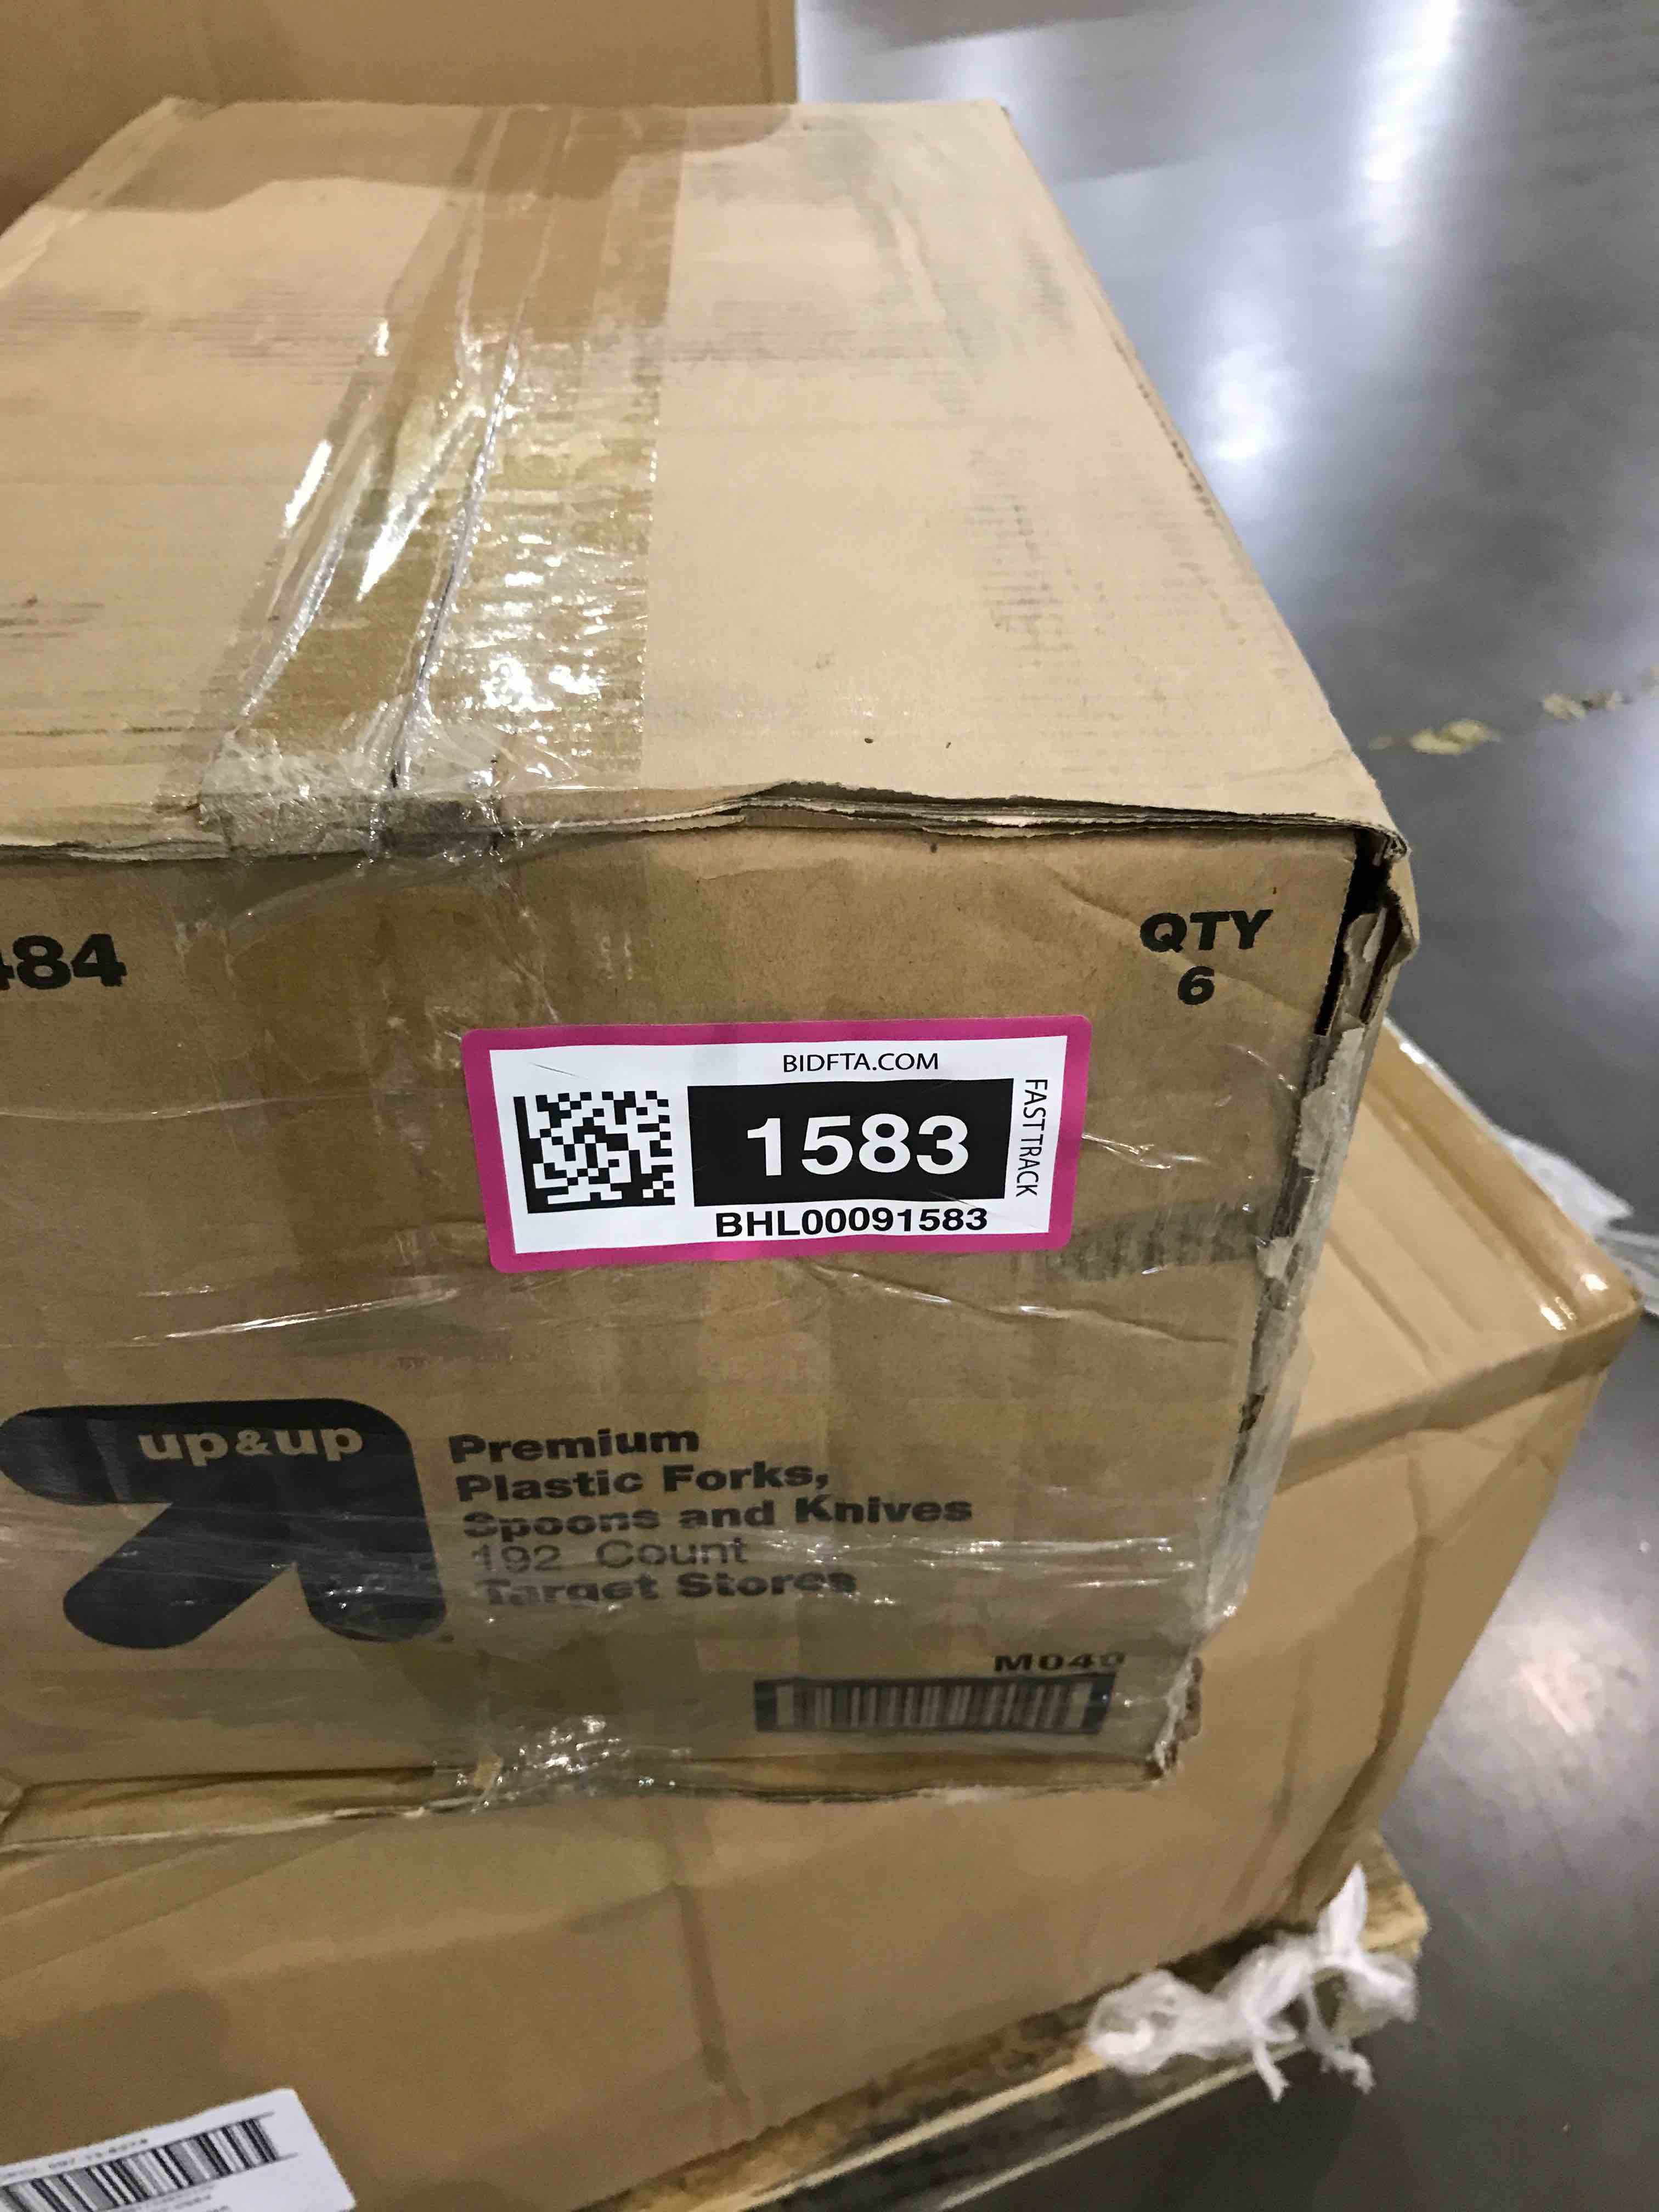 484
QTY
6
BIDFTA.COM
1583
FAST TRACK
BHL00091583
up&up
Premium
Plastic Forks,
Spoons and Knives
192 Count
Target Stores
M040